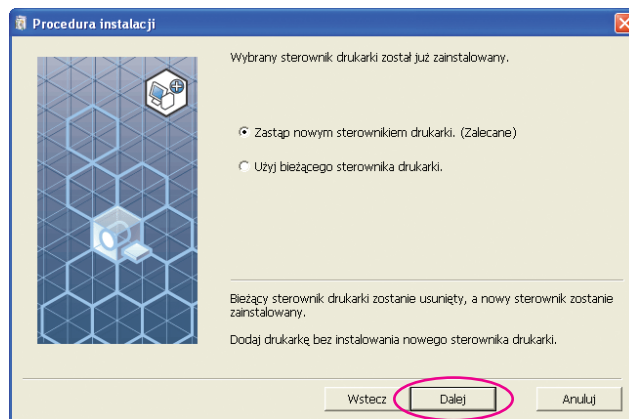 Procedura instalacji
Wybrany sterownik drukarki został już zainstalowany.
Zastąp nowym sterownikiem drukarki. (Zalecane)
Użyj bieżącego sterownika drukarki.
Bieżący sterownik drukarki zostanie usunięty, a nowy sterownik zostanie
zainstalowany.
Dodaj drukarkę bez instalowania nowego sterownika drukarki.
Wstecz Dalej Anuluj